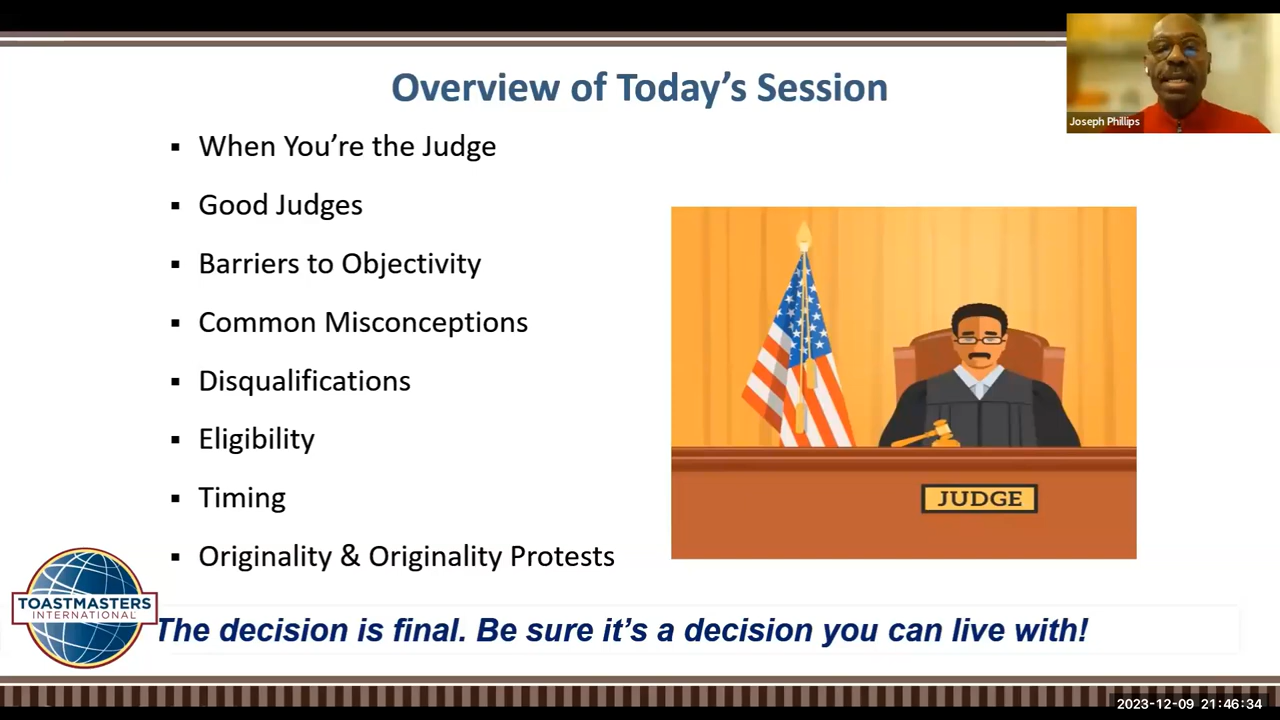 Overview of Today's Session
Joseph Phillips
▪ When You're the Judge
▪ Good Judges
▪ Barriers to Objectivity
▪ Common Misconceptions
▪ Disqualifications
▪ Eligibility
▪ Timing
▪ Originality & Originality Protests
JUDGE
TOASTMASTERS
INTERNATIONAL
The decision is final. Be sure it's a decision you can live with!
2023-12-09 21:46:34